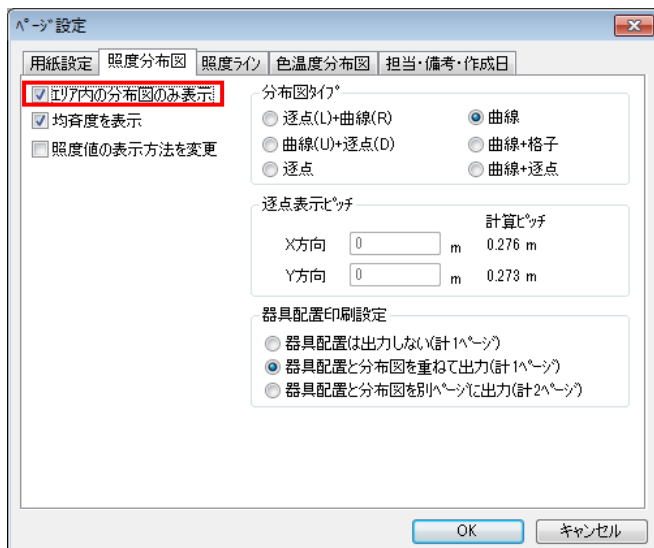 ﾍﾟｰｼﾞ設定
用紙設定 照度分布図 照度ﾗｲﾝ 色温度分布図 担当・備考・作成日
ｴﾘｱ内の分布図のみ表示
均斉度を表示
照度値の表示方法を変更
分布図ﾀｲﾌﾟ
逐点(L)+曲線(R) 曲線
曲線(U)+逐点(D) 曲線+格子
逐点 曲線+逐点
逐点表示ﾋﾟｯﾁ
計算ﾋﾟｯﾁ
X方向 0 m 0.276 m
Y方向 0 m 0.273 m
器具配置印刷設定
器具配置は出力しない(計1ﾍﾟｰｼﾞ)
器具配置と分布図を重ねて出力(計1ﾍﾟｰｼﾞ)
器具配置と分布図を別ﾍﾟｰｼﾞに出力(計2ﾍﾟｰｼﾞ)
OK キャンセル